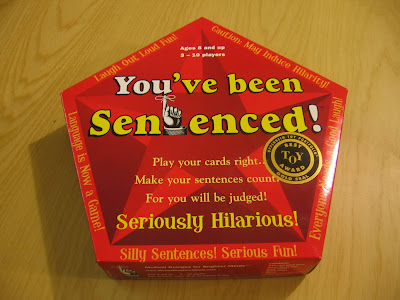 Laugh Out Loud Fun!
Caution: May Induce Hilarity!
Ages 8 and up
3 - 10 players
You've been
Sentenced!
Language is Now a Game!
BEST
TOY
AWARD
Play your cards right...
Make your sentences count.
For you will be judged!
Seriously Hilarious!
Silly Sentences! Serious Fun!